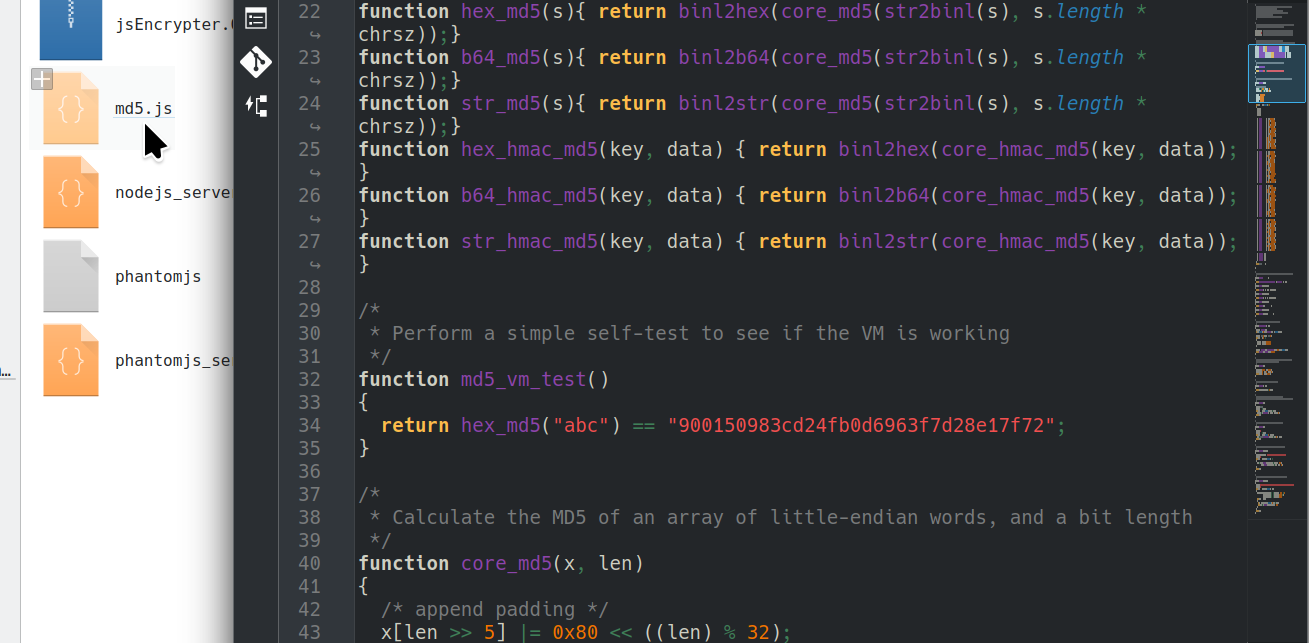 jsEncrypter.
md5.js
nodejs_serve
phantomjs
phantomjs_se
...
22 function hex_md5(s){ return binl2hex(core_md5(str2binl(s), s.length *
↪ chrsz));}
23 function b64_md5(s){ return binl2b64(core_md5(str2binl(s), s.length *
↪ chrsz));}
24 function str_md5(s){ return binl2str(core_md5(str2binl(s), s.length *
↪ chrsz));}
25 function hex_hmac_md5(key, data) { return binl2hex(core_hmac_md5(key, data));
↪ }
26 function b64_hmac_md5(key, data) { return binl2b64(core_hmac_md5(key, data));
↪ }
27 function str_hmac_md5(key, data) { return binl2str(core_hmac_md5(key, data));
↪ }
28
29 /*
30  * Perform a simple self-test to see if the VM is working
31  */
32 function md5_vm_test()
33 {
34   return hex_md5("abc") == "900150983cd24fb0d6963f7d28e17f72";
35 }
36
37 /*
38  * Calculate the MD5 of an array of little-endian words, and a bit length
39  */
40 function core_md5(x, len)
41 {
42   /* append padding */
43   x[len >> 5] |= 0x80 << ((len) % 32);